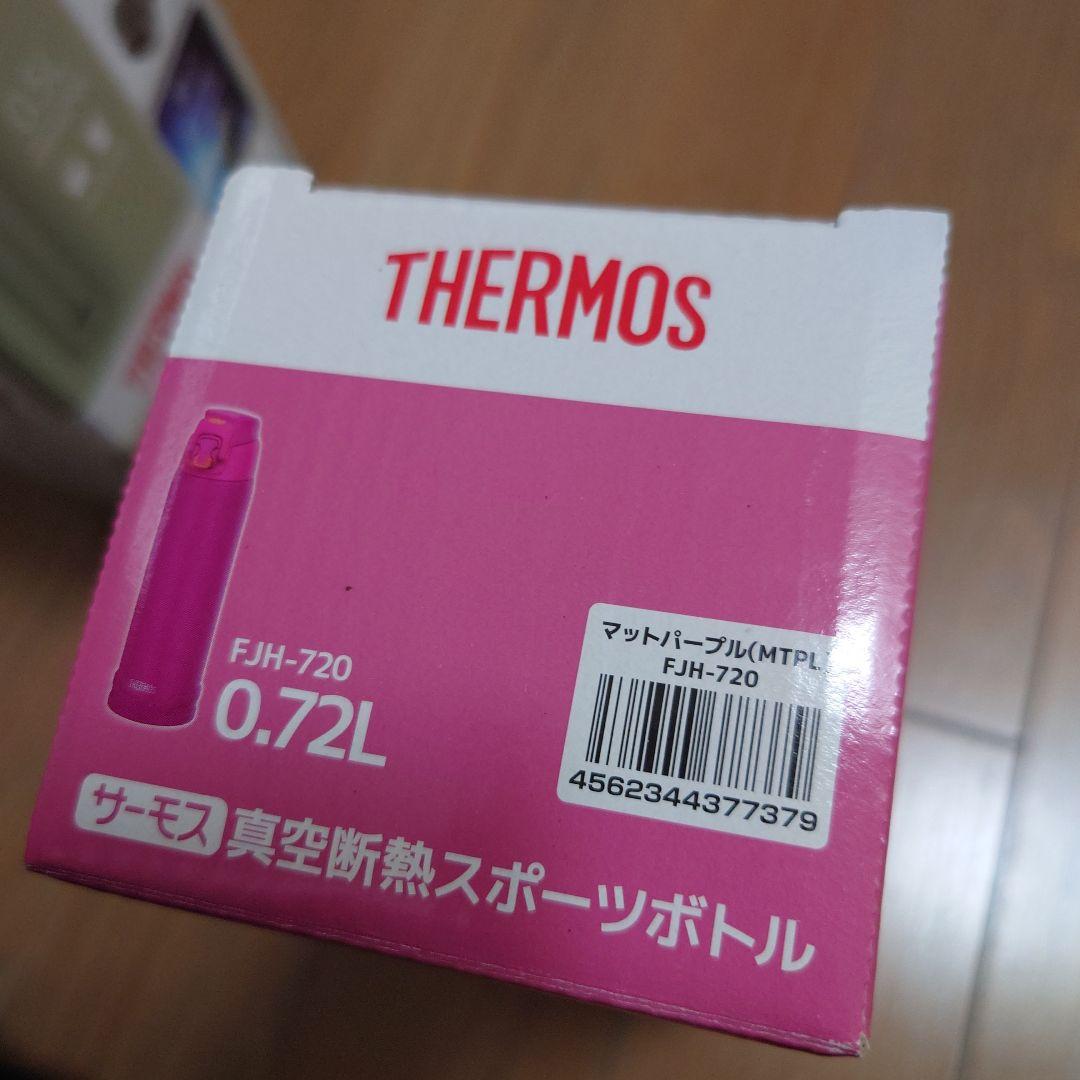 THERMOS
FJH-720
0.72L
マットパープル(MTPL
FJH-720
4562344377379
サーモス 真空断熱スポーツボトル